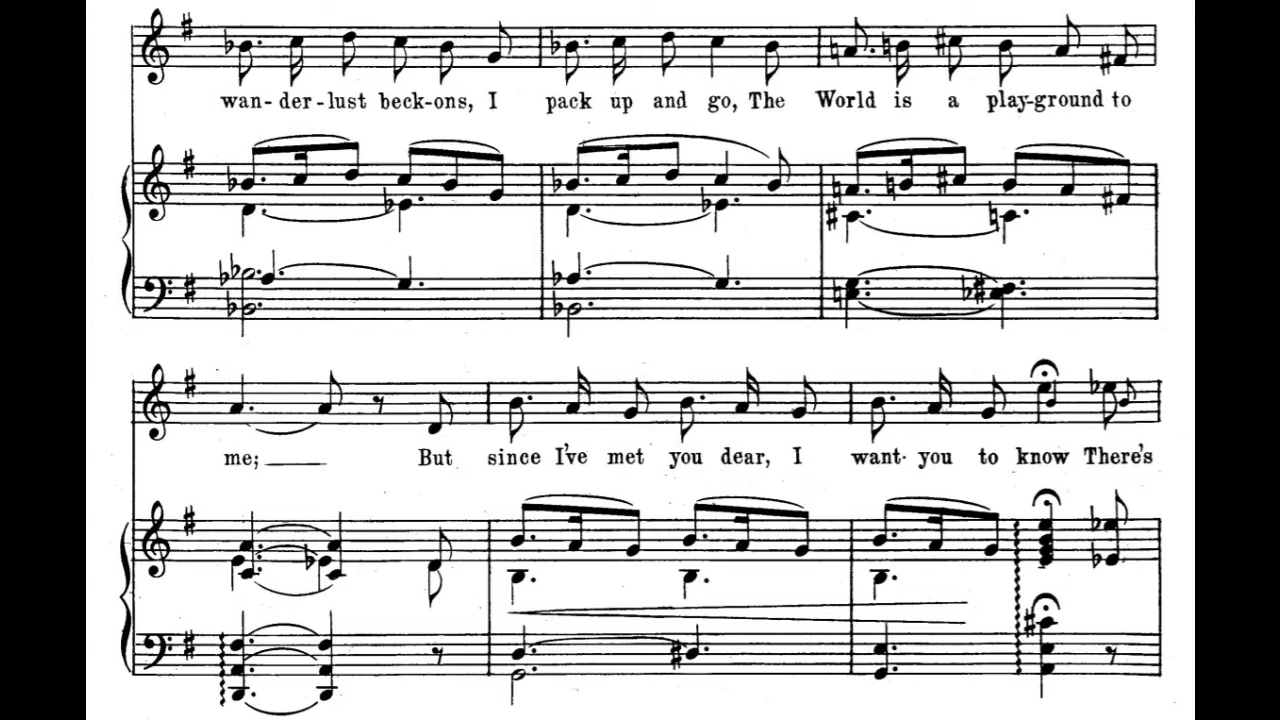 wan-der-lust beck-ons, I pack up and go, The World is a play-ground to
me; But since I've met you dear, I want you to know There's